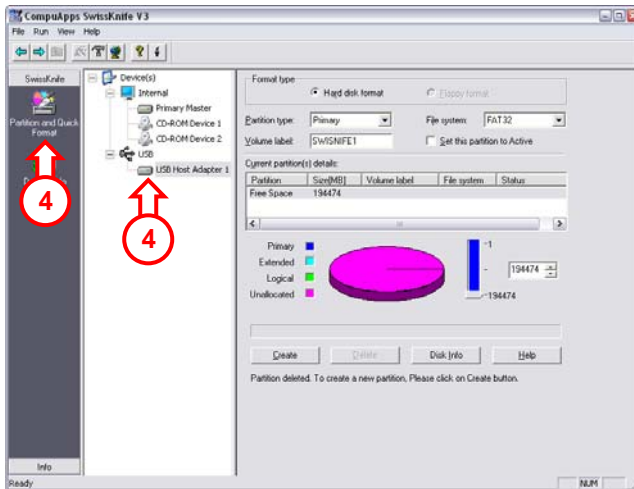 CompuApps SwissKnife V3
File Run View Help
SwissKnife
Partition and Quick
Format
4
Device(s)
Internal
Primary Master
CD-ROM Device 1
CD-ROM Device 2
USB
USB Host Adapter 1
4
Format type
Hard disk format
Floppy format
Partition type: Primary
File system: FAT32
Volume label: SWISNIFE1
Set this partition to Active
Current partition(s) details:
Partition Size[MB] Volume label File system Status
Free Space 194474
Primary
Extended
Logical
Unallocated
-1
-
-194474
194474
Create Delete Disk Info Help
Partition deleted. To create a new partition, Please click on Create button.
Info
Ready
NUM